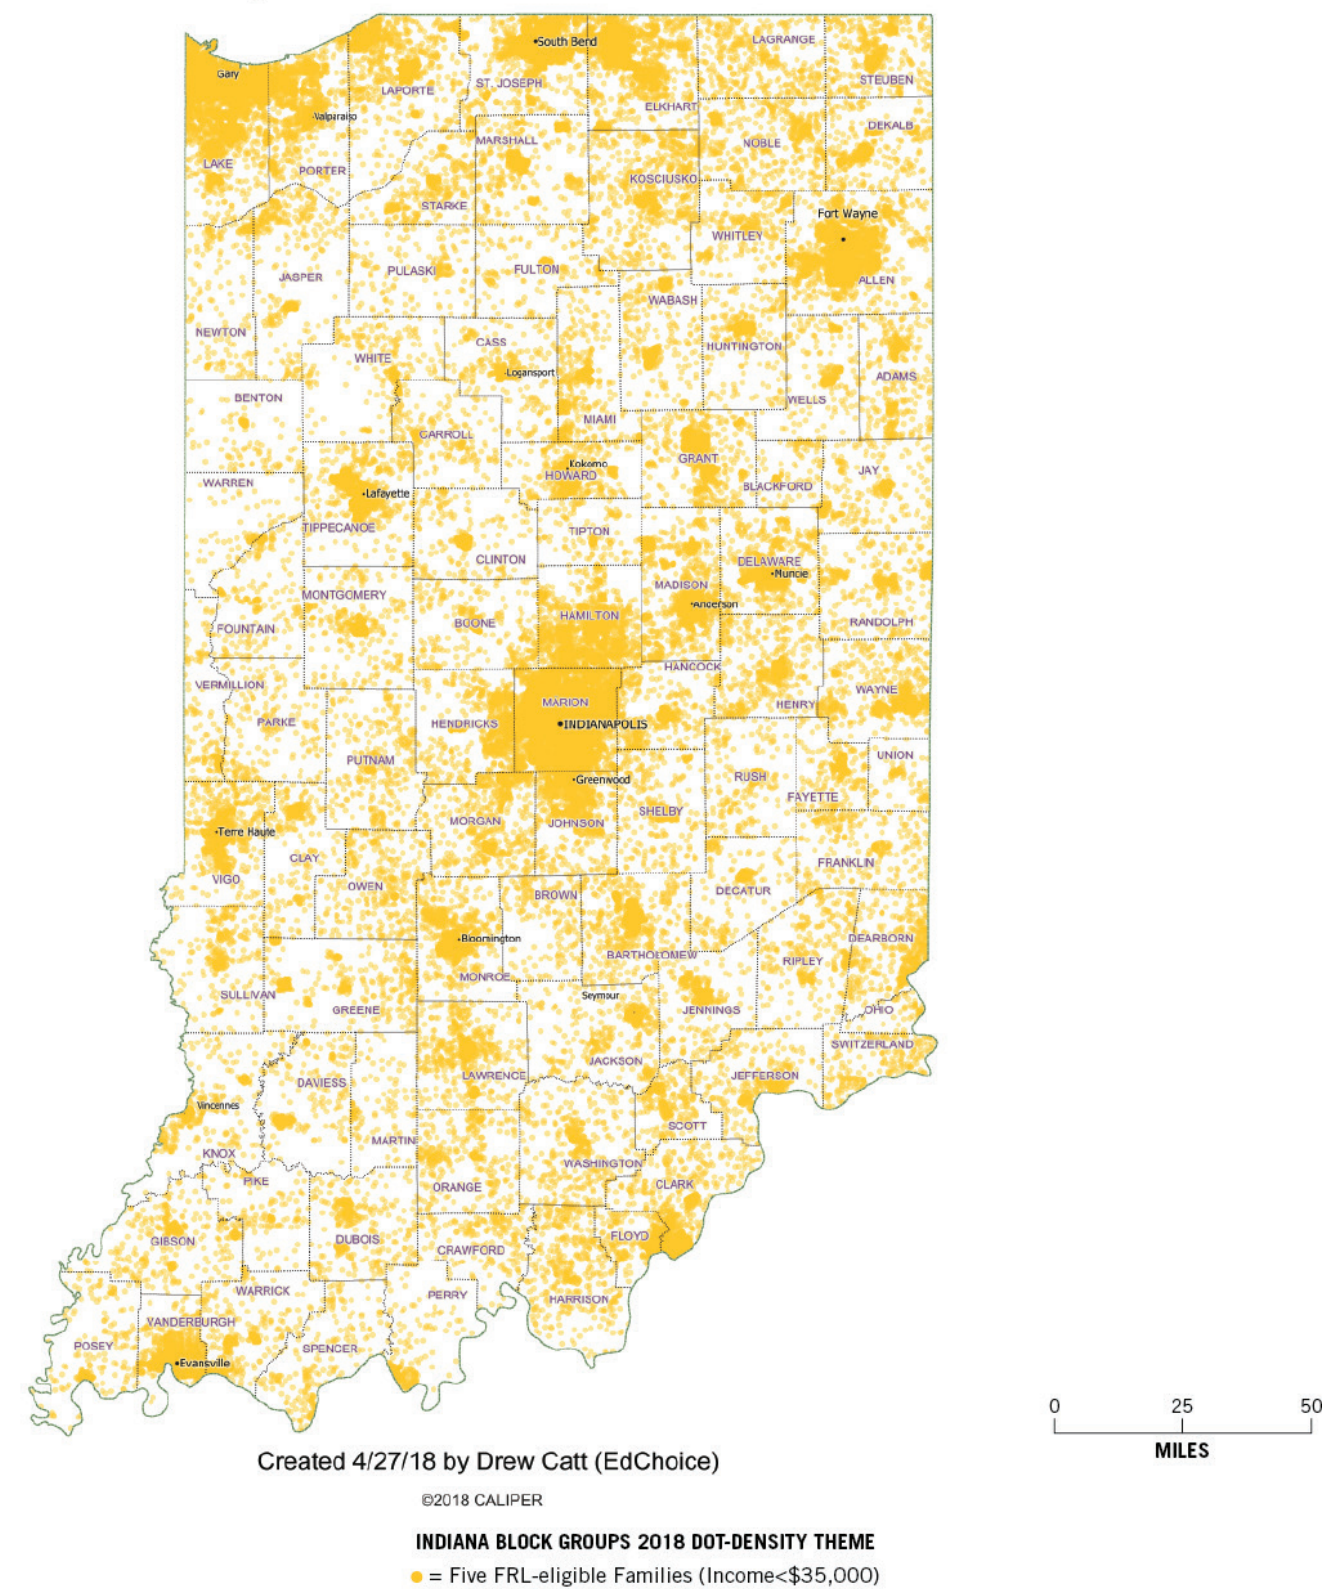 South Bend
LAGRANGE
Gary
STEUBEN
LAPORTE
ST. JOSEPH
ELKHART
Valparaiso
DEKALB
MARSHALL
NOBLE
LAKE
PORTER
KOSCIUSKO
STARKE
Fort Wayne
WHITLEY
JASPER
PULASKI
FULTON
ALLEN
WABASH
NEWTON
CASS
HUNTINGTON
WHITE
Logansport
ADAMS
BENTON
WELLS
MIAMI
CARROLL
GRANT
Kokomo
JAY
HOWARD
WARREN
BLACKFORD
Lafayette
TIPPECANOE
TIPTON
CLINTON
DELAWARE
Muncie
MADISON
MONTGOMERY
Anderson
HAMILTON
BOONE
RANDOLPH
FOUNTAIN
HANCOCK
VERMILLION
WAYNE
MARION
HENRY
PARKE
HENDRICKS
INDIANAPOLIS
UNION
PUTNAM
RUSH
Greenwood
FAYETTE
SHELBY
MORGAN
JOHNSON
Terre Haute
CLAY
FRANKLIN
VIGO
OWEN
DECATUR
BROWN
Bloomington
DEARBORN
BARTHOLOMEW
RIPLEY
MONROE
SULLIVAN
Seymour
GREENE
JENNINGS
OHIO
SWITZERLAND
JACKSON
LAWRENCE
JEFFERSON
DAVIESS
Vincennes
SCOTT
MARTIN
KNOX
WASHINGTON
PIKE
ORANGE
CLARK
FLOYD
GIBSON
DUBOIS
CRAWFORD
WARRICK
PERRY
HARRISON
VANDERBURGH
POSEY
SPENCER
Evansville
0 25 50
MILES
Created 4/27/18 by Drew Catt (EdChoice)
©2018 CALIPER
INDIANA BLOCK GROUPS 2018 DOT-DENSITY THEME
= Five FRL-eligible Families (Income<$35,000)